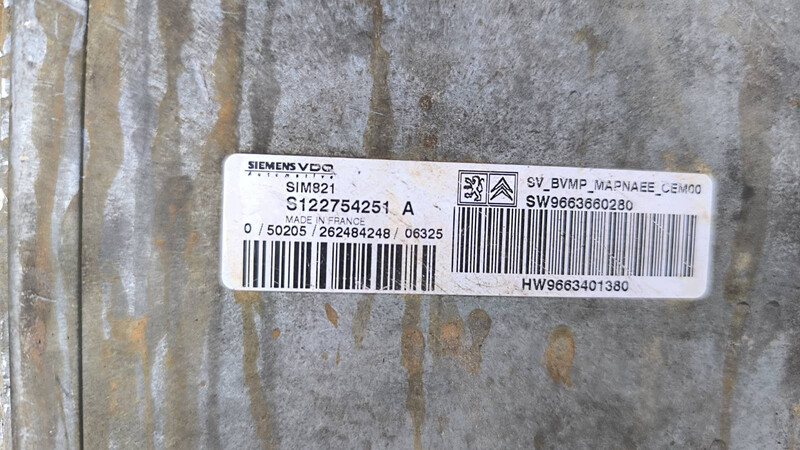 SIEMENS VDO
Automotive
SIM821
S122754251 A
MADE IN FRANCE
0 / 50205 / 262484248 / 06325
SV_BVMP_MAPNAEE_CEM00
SW9663660280
HW9663401380